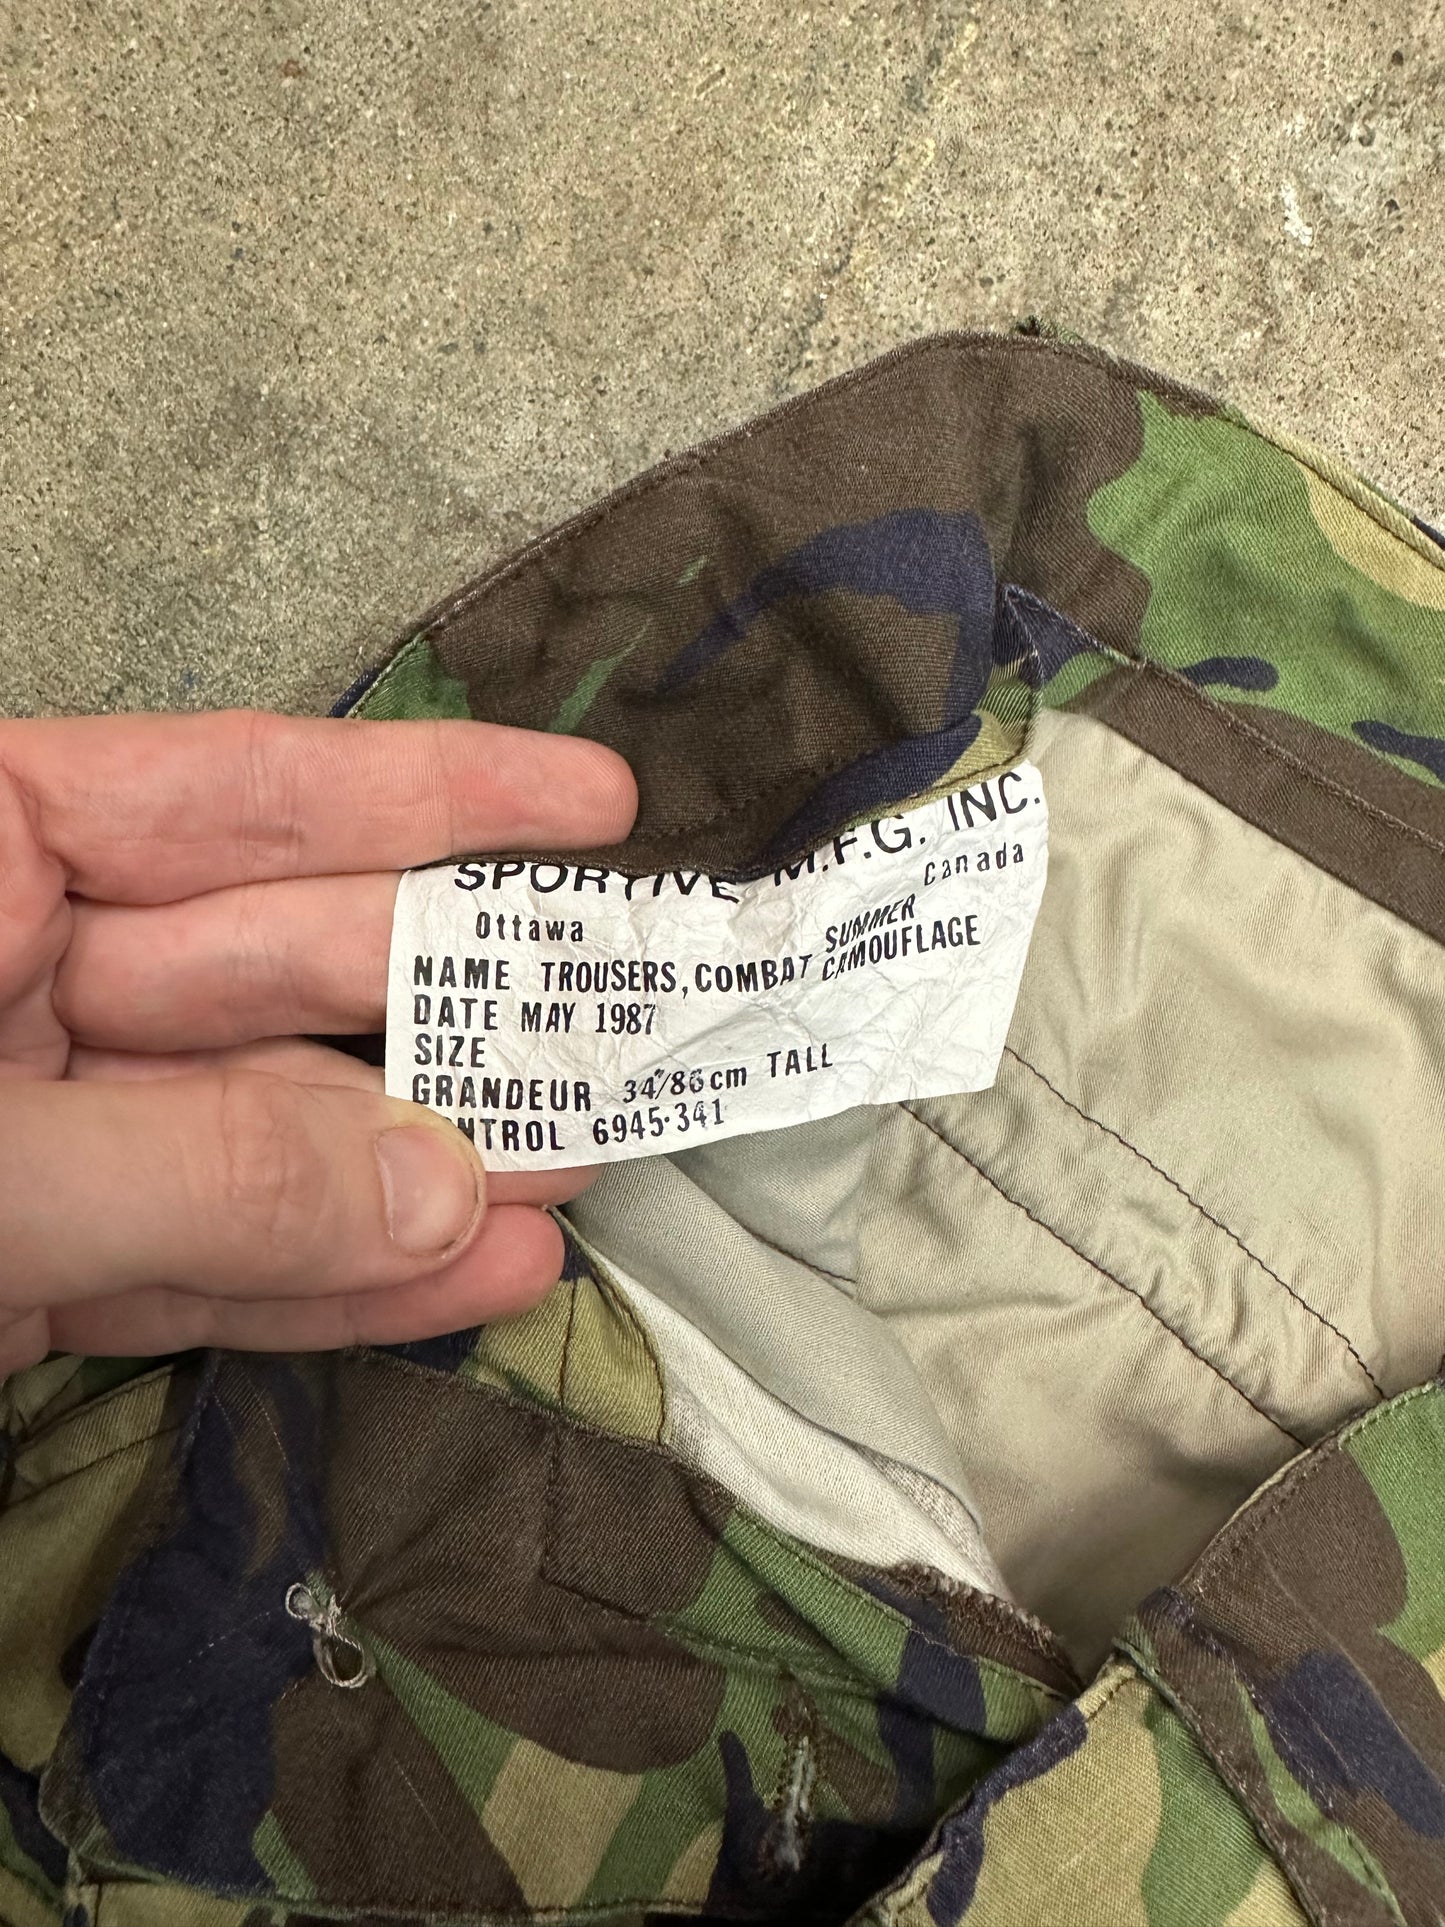 SPORTIVE M.F.G. INC.
Ottawa Canada
NAME TROUSERS, COMBAT SUMMER CAMOUFLAGE
DATE MAY 1987
SIZE
GRANDEUR 34"/86cm TALL
CONTROL 6945-341